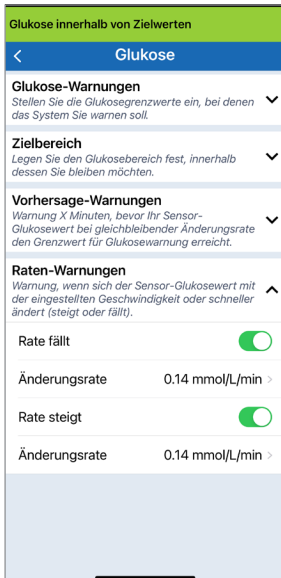 Glukose innerhalb von Zielwerten
Glukose
Glukose-Warnungen
Stellen Sie die Glukosegrenzwerte ein, bei denen
das System Sie warnen soll.
Zielbereich
Legen Sie den Glukosebereich fest, innerhalb
dessen Sie bleiben möchten.
Vorhersage-Warnungen
Warnung X Minuten, bevor Ihr Sensor-
Glukosewert bei gleichbleibender Änderungsrate
den Grenzwert für Glukosewarnung erreicht.
Raten-Warnungen
Warnung, wenn sich der Sensor-Glukosewert mit
der eingestellten Geschwindigkeit oder schneller
ändert (steigt oder fällt).
Rate fällt
Änderungsrate 0.14 mmol/L/min
Rate steigt
Änderungsrate 0.14 mmol/L/min